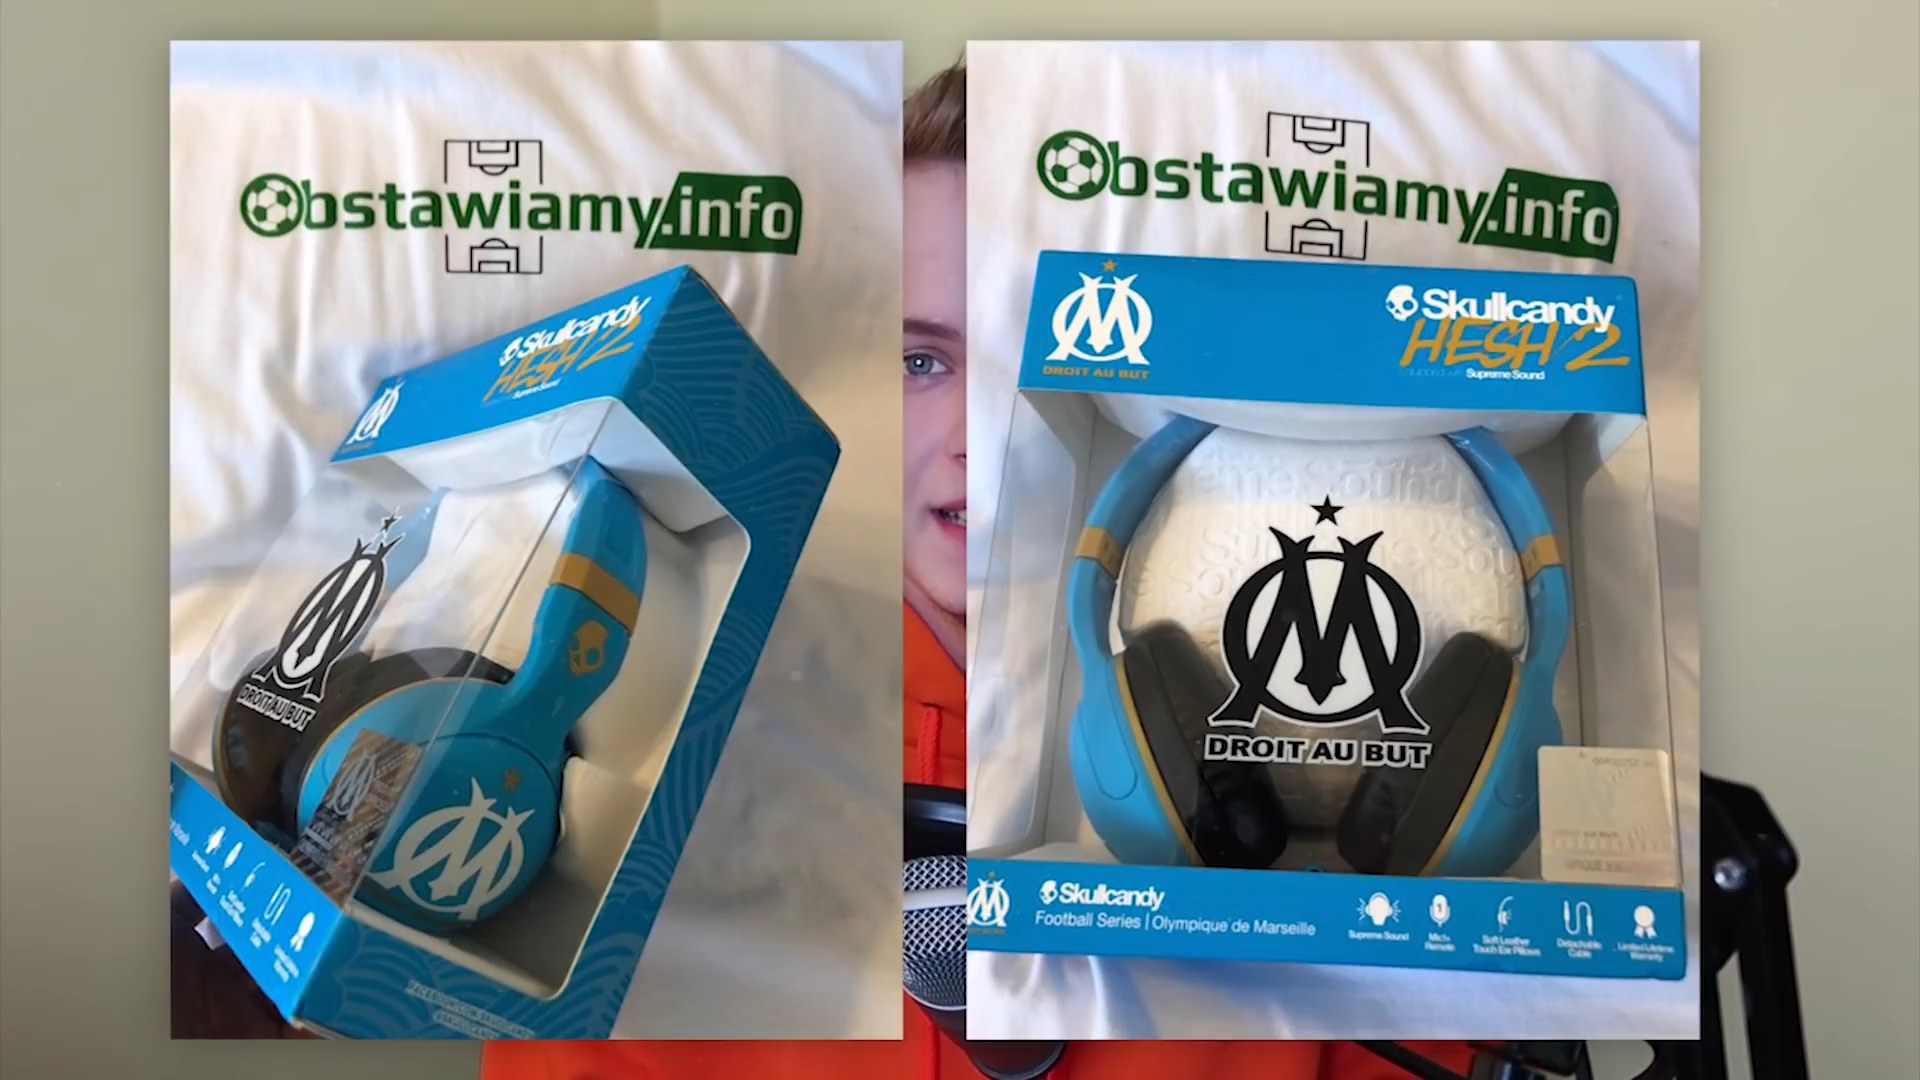 Obstawiamy.info
Skullcandy
HESH 2
Supreme Sound
DROIT AU BUT
Obstawiamy.info
DROIT AU BUT
Skullcandy
HESH 2
Supreme Sound
DROIT AU BUT
Skullcandy
Football Series | Olympique de Marseille
Supreme Sound
Mic1
Remote
Soft Leather
Touch Ear Pillows
Detachable
Cable
Limited Lifetime
Warranty